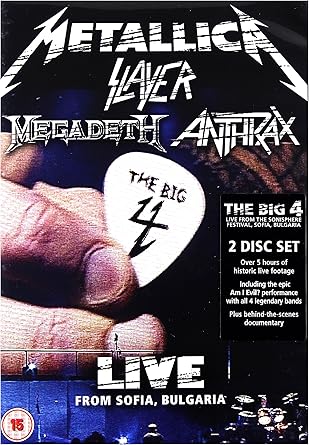 METALLICA
SLAYER
MEGADETH ANTHRAX
THE BIG
4
THE BIG 4
LIVE FROM THE SONISPHERE
FESTIVAL, SOFIA, BULGARIA
2 DISC SET
Over 5 hours of
historic live footage
Including the epic
Am I Evil? performance
with all 4 legendary bands
Plus behind-the-scenes
documentary
LIVE
FROM SOFIA, BULGARIA
15